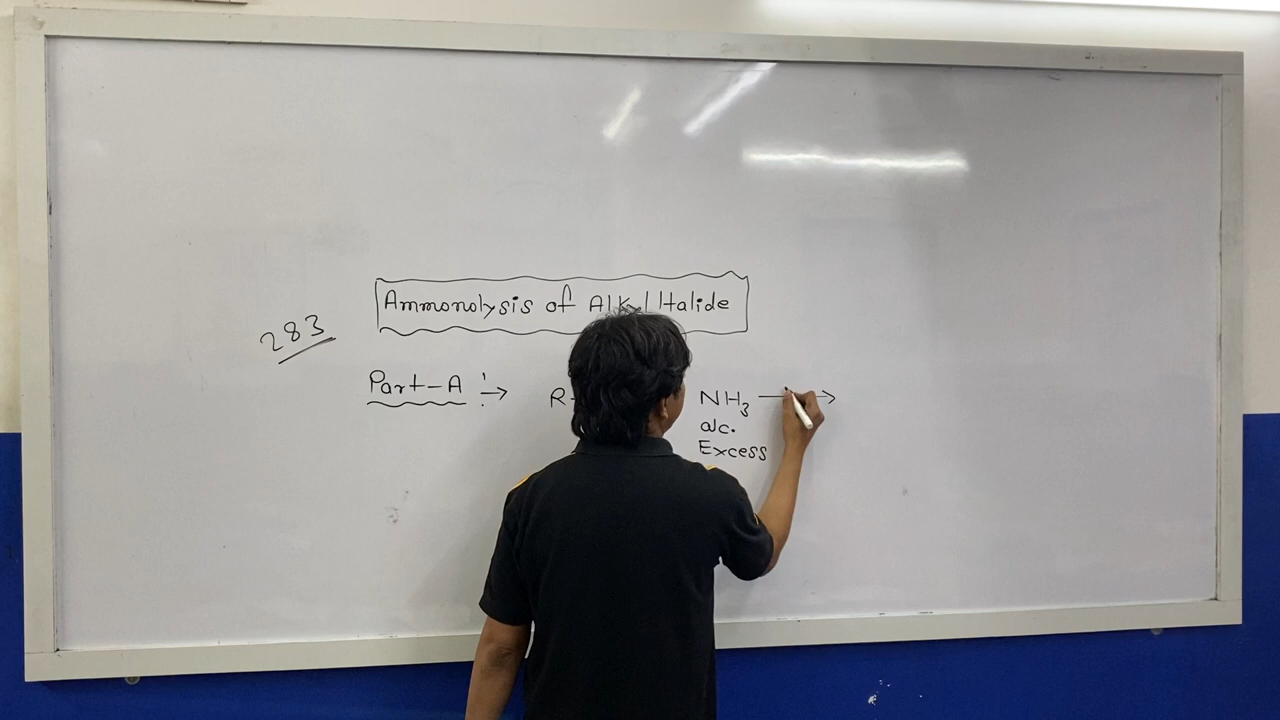 Ammonolysis of Alkyl Halide
283
Part-A :→ R- NH₃ →
alc.
Excess